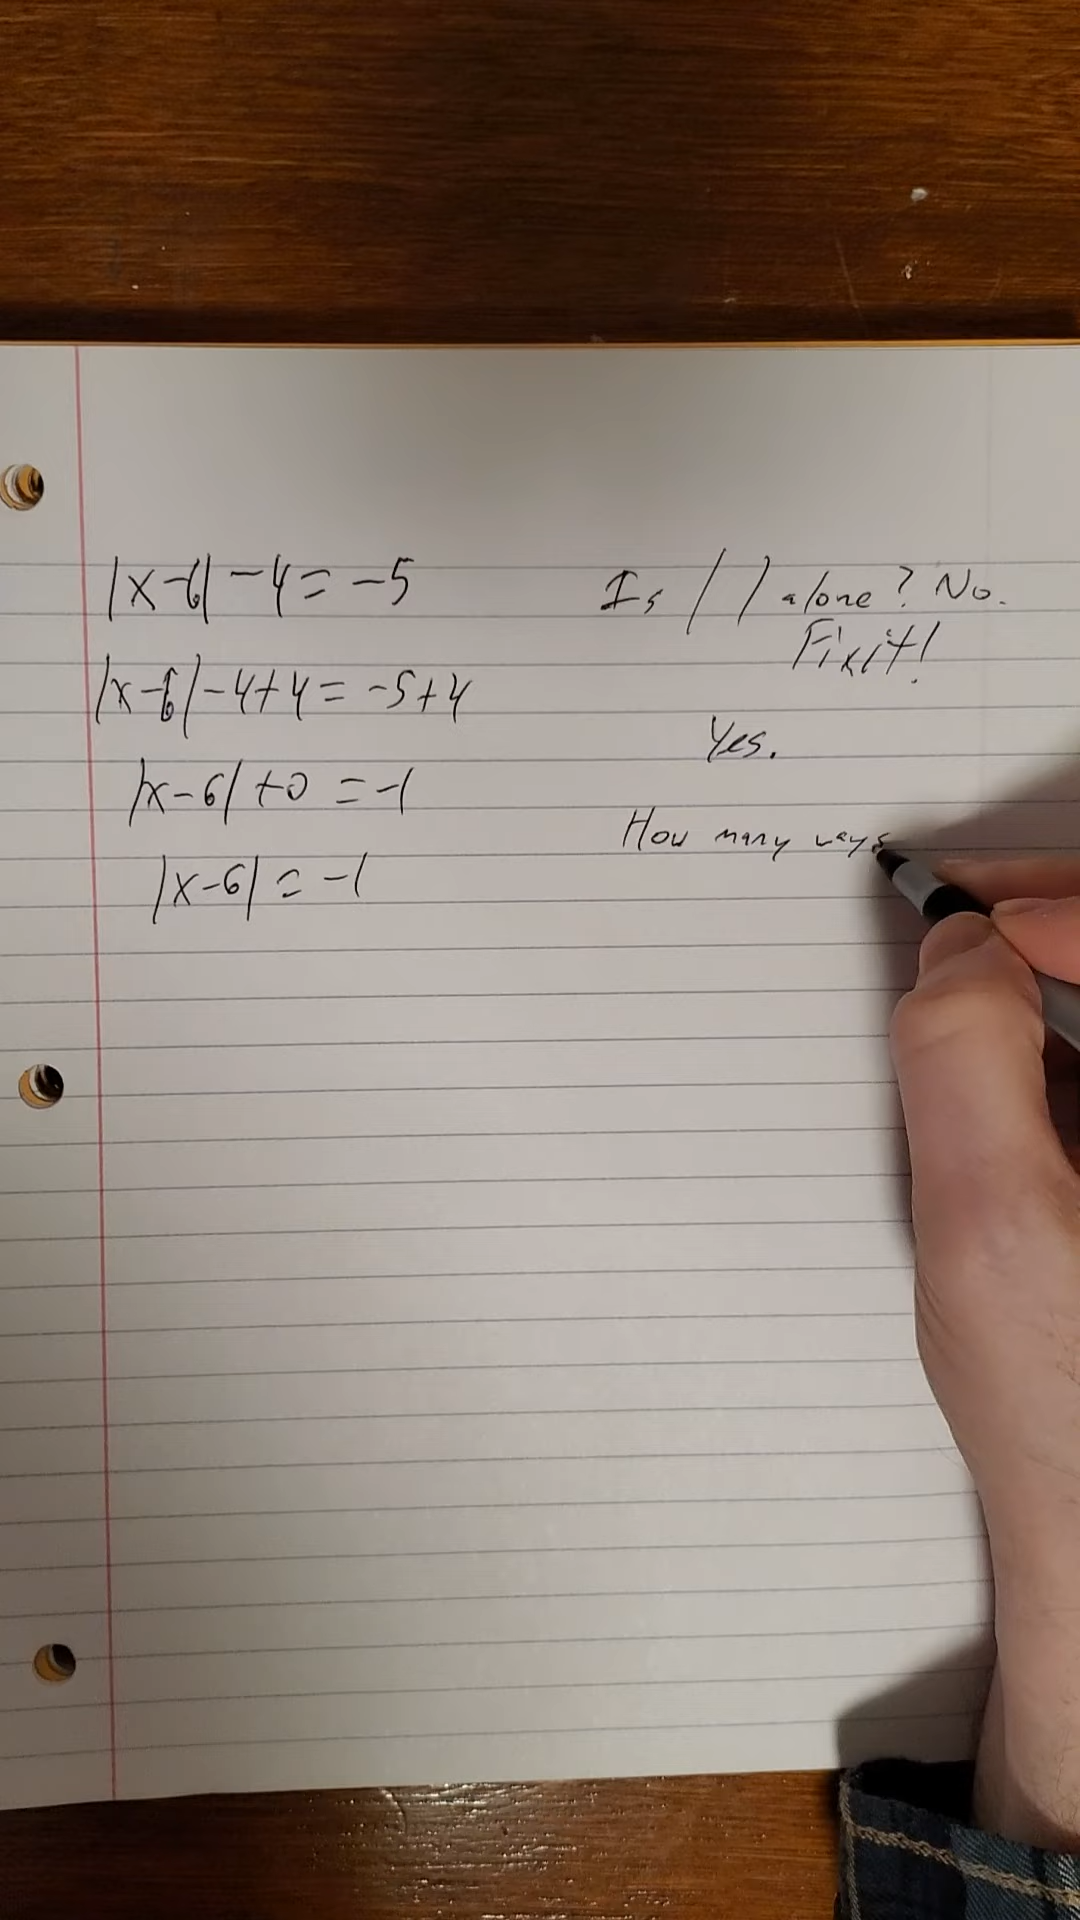 |x-6|-4=-5
Is | | alone? No.
Fix it!
|x-6|-4+4=-5+4
Yes.
|x-6|+0=-1
How many ways
|x-6|=-1